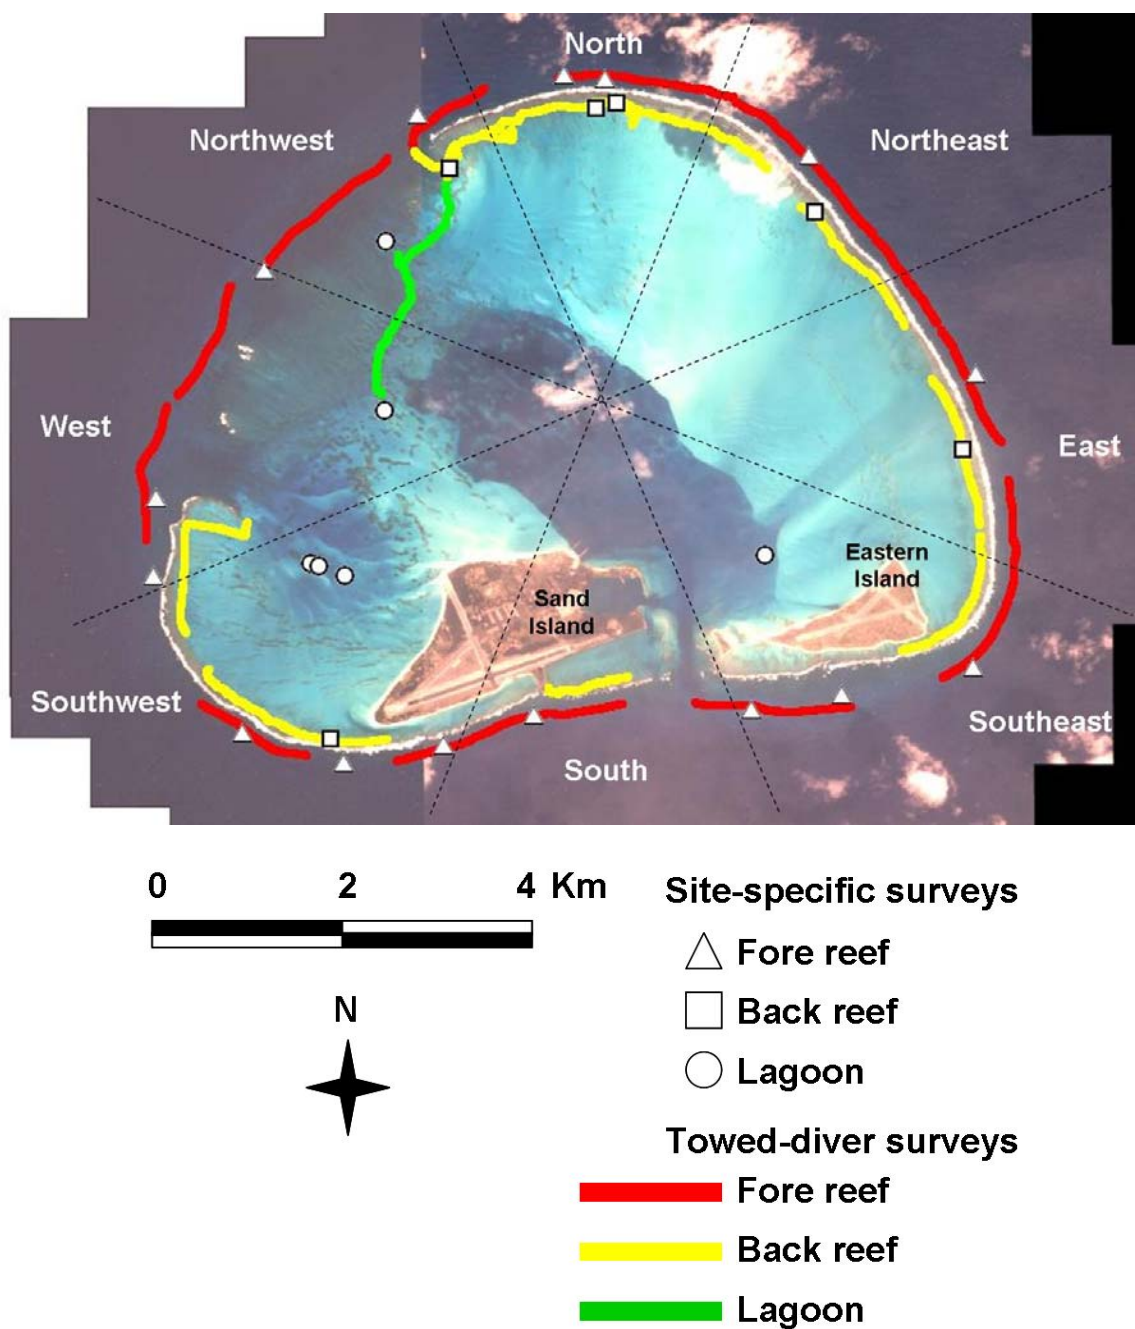 North
Northwest
Northeast
West
East
Eastern
Island
Sand
Island
Southwest
Southeast
South
0 2 4 Km
Site-specific surveys
Fore reef
N
Back reef
Lagoon
Towed-diver surveys
Fore reef
Back reef
Lagoon